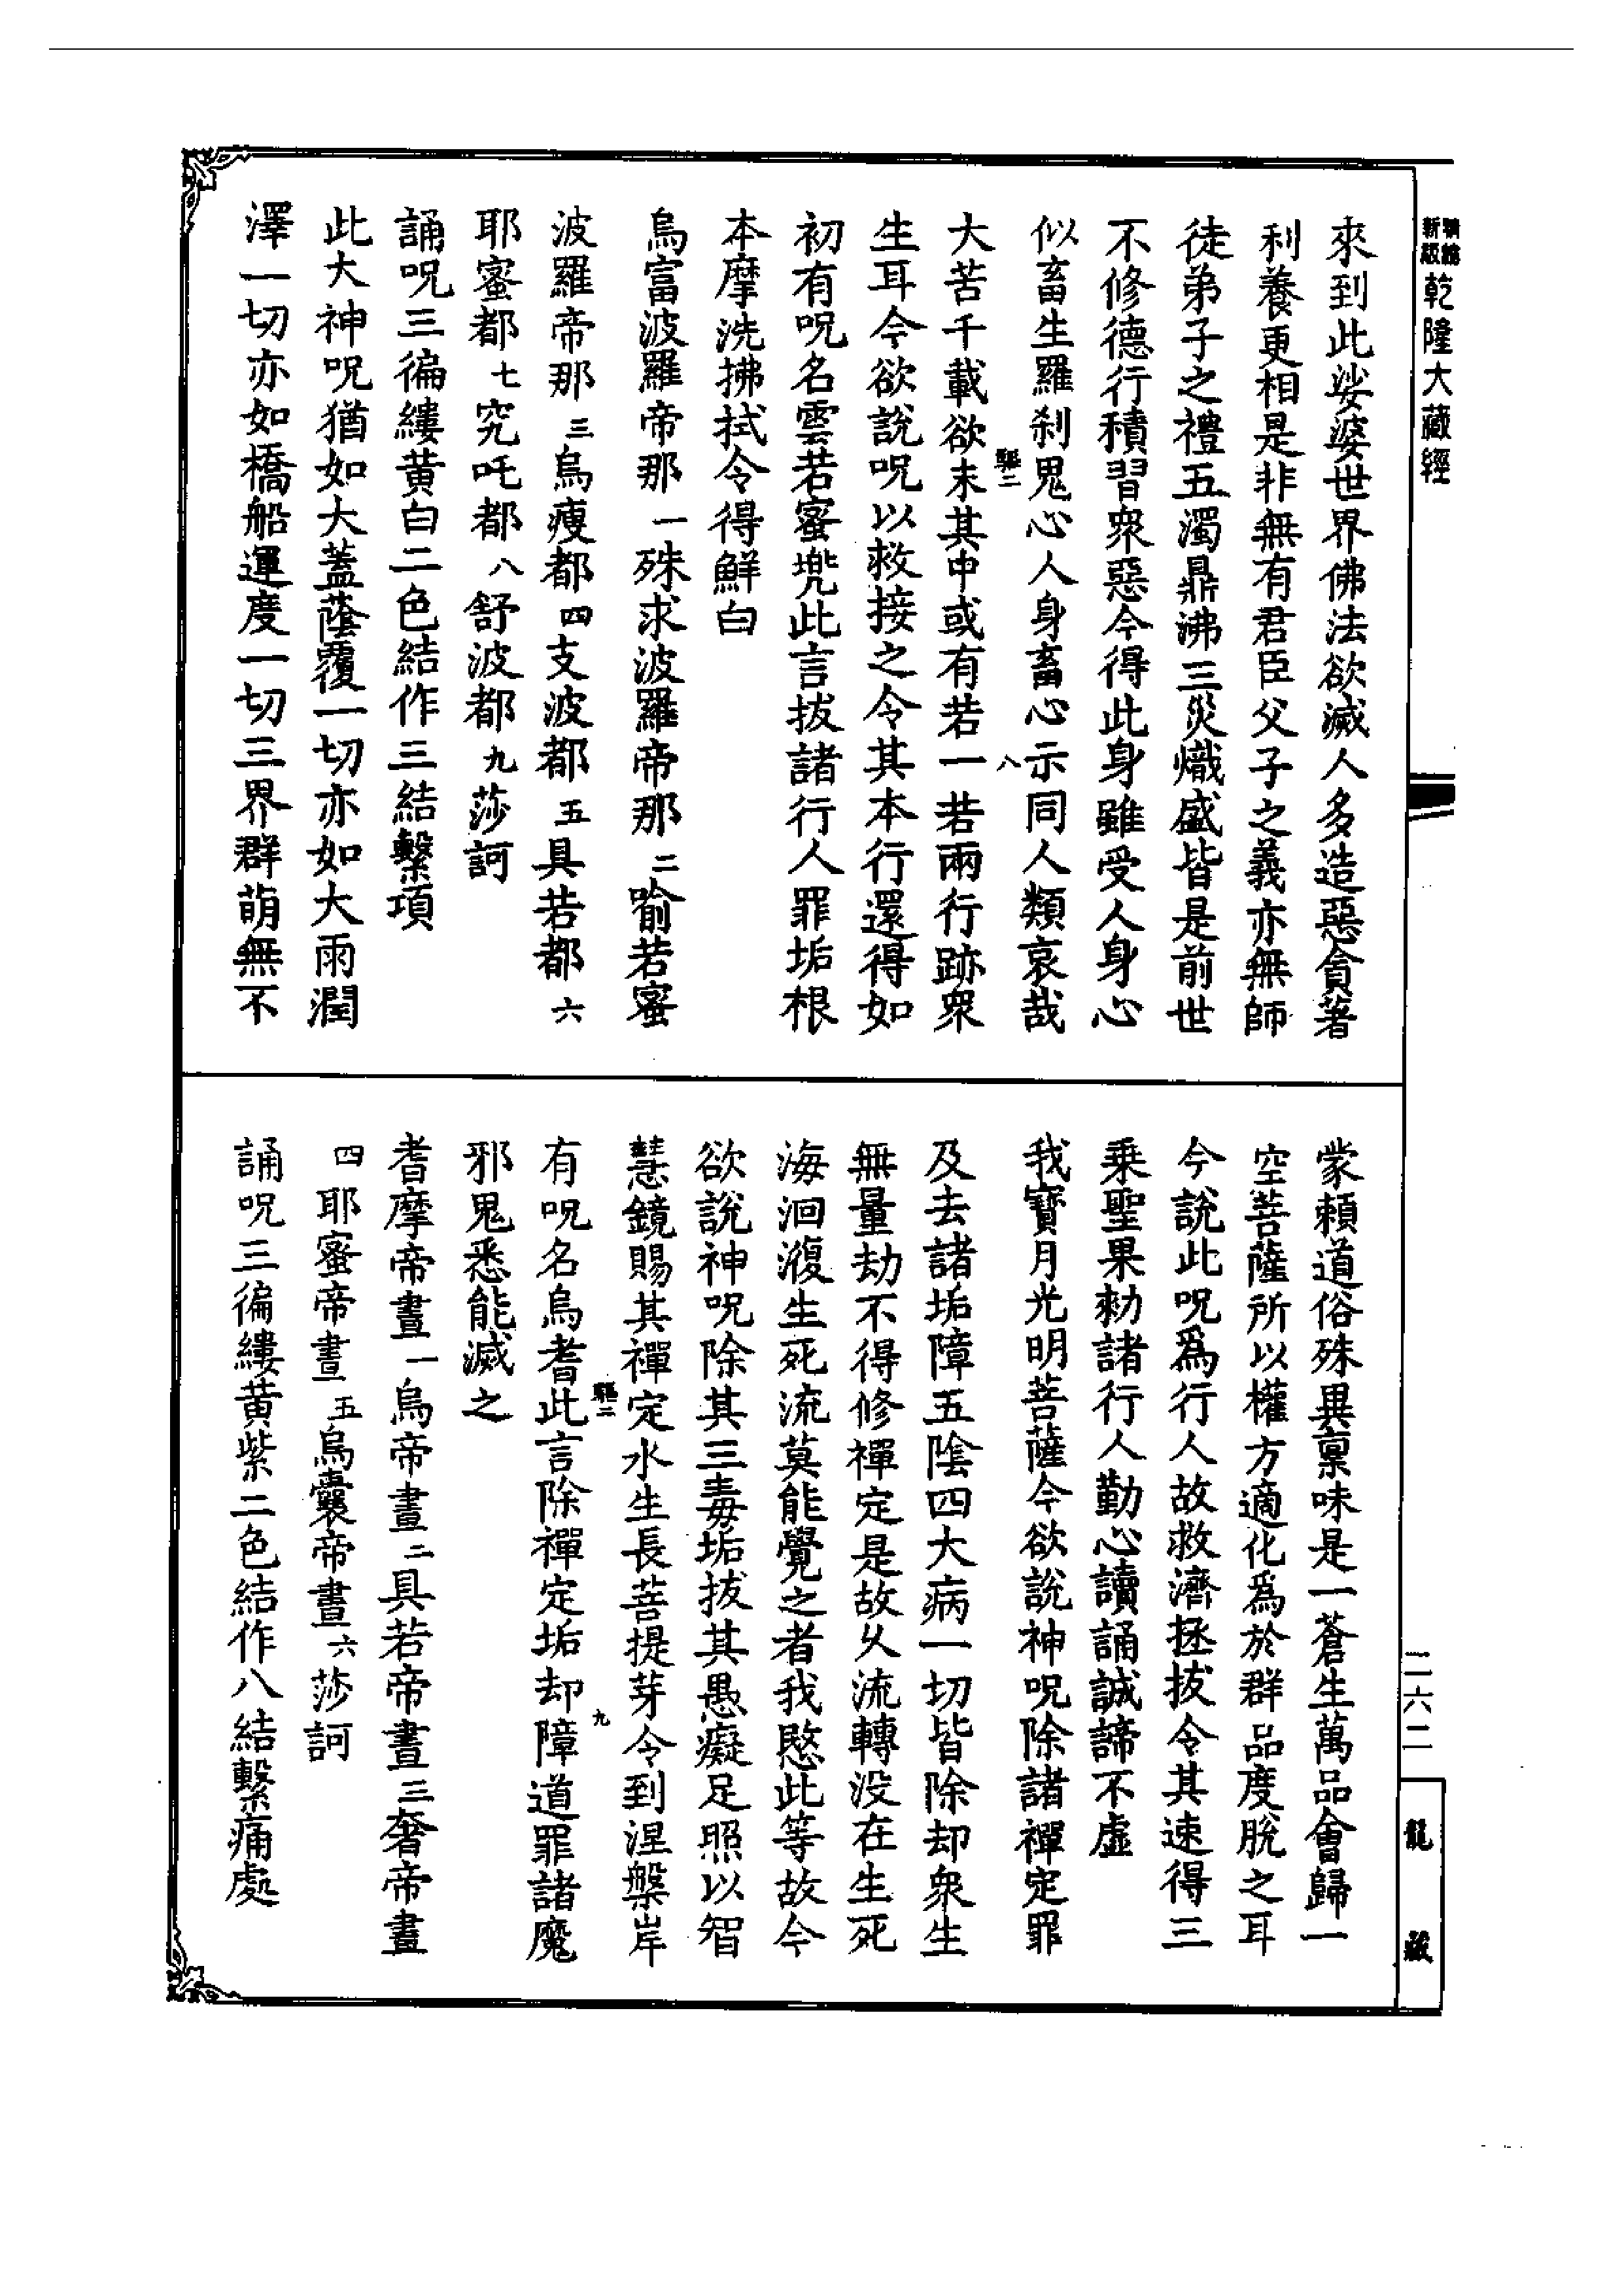 新編
縮版
乾隆大藏經
來到此娑婆世界佛法欲滅人多造惡貪著
利養更相是非無有君臣父子之義亦無師
徒弟子之禮五濁鼎沸三災熾盛皆是前世
不修德行積習眾惡今得此身雖受人身心
似畜生羅剎鬼心人身畜心示同人類哀哉
驅二
八
大苦千載欲末其中或有若一若兩行跡眾
生耳今欲說呪以救接之令其本行還得如
初有呪名雲若蜜兠此言拔諸行人罪垢根
本摩洗拂拭令得鮮白
烏富波羅帝那一殊求波羅帝那二喻若蜜
波羅帝那三烏瘦都四支波都五具若都六
耶蜜都七究吒都八舒波都九莎訶
誦呪三徧縷黃白二色結作三結繫項
此大神呪猶如大蓋蔭覆一切亦如大雨潤
澤一切亦如橋船運度一切三界群萌無不
蒙賴道俗殊異稟味是一蒼生萬品會歸一
空菩薩所以權方適化爲於群品度脫之耳
今說此呪爲行人故救濟拯拔令其速得三
乘聖果勑諸行人勤心讀誦誠諦不虛
我寶月光明菩薩今欲說神呪除諸禪定罪
及去諸垢障五陰四大病一切皆除却眾生
無量劫不得修禪定是故久流轉没在生死
海洄澓生死流莫能覺之者我愍此等故今
欲說神呪除其三毒垢拔其愚癡足照以智
慧鏡賜其禪定水生長菩提芽令到涅槃岸
驅二
九
有呪名烏耆此言除禪定垢却障道罪諸魔
邪鬼悉能滅之
耆摩帝晝一烏帝晝二具若帝晝三奢帝晝
四耶蜜帝晝五烏囊帝晝六莎訶
誦呪三徧縷黃紫二色結作八結繫痛處
二六二
龍藏